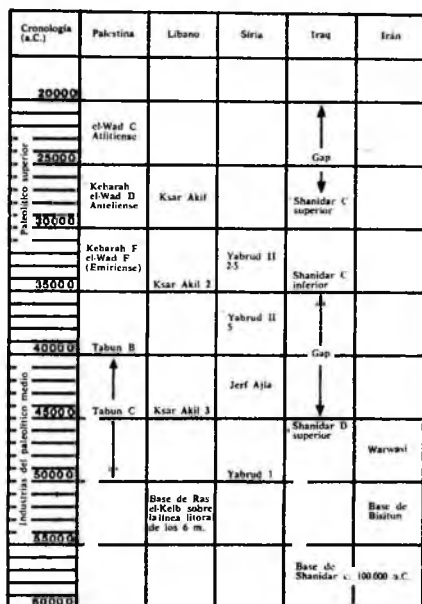 Cronología
(a.C.)
Palestina
Líbano
Siria
Iraq
Irán
20000
el-Wad C
Atlitiense
25000
Gap
Paleolítico superior
Kebarah
el-Wad D
Anteliense
Ksar Akil
30000
Shanidar C
superior
Kebarah F
el-Wad F
(Emiriense)
Yabrud II
2-5
35000
Ksar Akil 2
Shanidar C
inferior
Yabrud II
5
40000
Tabun B
Gap
Jerf Ajla
Industrias del paleolítico medio
45000
Tabun C
Ksar Akil 3
Shanidar D
superior
Warwasi
50000
Yabrud 1
Base de Ras
el-Kelb sobre
la línea litoral
de los 6 m.
Base de
Bisitun
55000
Base de
Shanidar c. 100.000 a.C.
60000